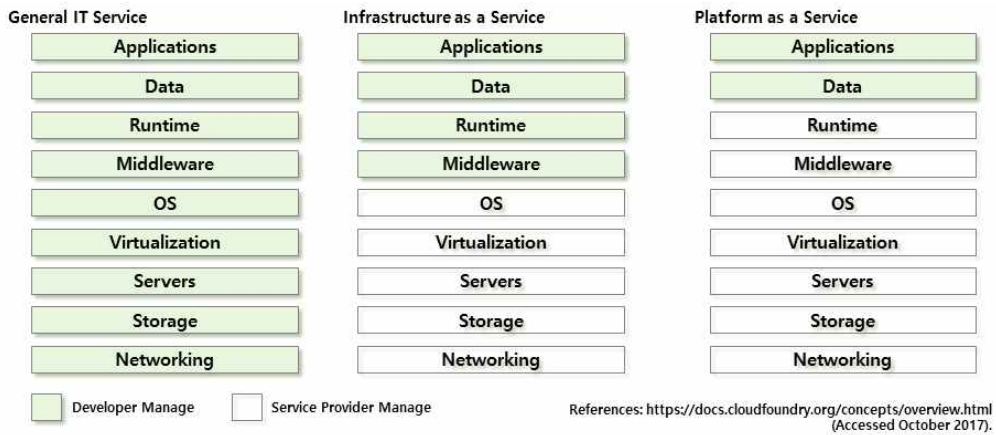 General IT Service
Applications
Data
Runtime
Middleware
OS
Virtualization
Servers
Storage
Networking
Infrastructure as a Service
Applications
Data
Runtime
Middleware
OS
Virtualization
Servers
Storage
Networking
Platform as a Service
Applications
Data
Runtime
Middleware
OS
Virtualization
Servers
Storage
Networking
Developer Manage
Service Provider Manage
References: https://docs.cloudfoundry.org/concepts/overview.html
(Accessed October 2017).